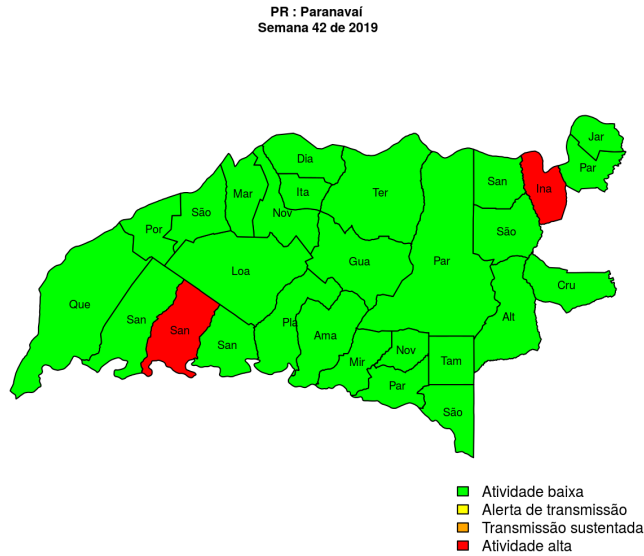 PR : Paranavaí
Semana 42 de 2019
Jar
Par
Dia
San
Ina
Mar
Ita
Ter
São
Nov
Por
São
Par
Loa
Gua
Cru
Que
San
San
San
Pla
Ama
Alt
Mir
Nov
Tam
Par
São
Atividade baixa
Alerta de transmissão
Transmissão sustentada
Atividade alta